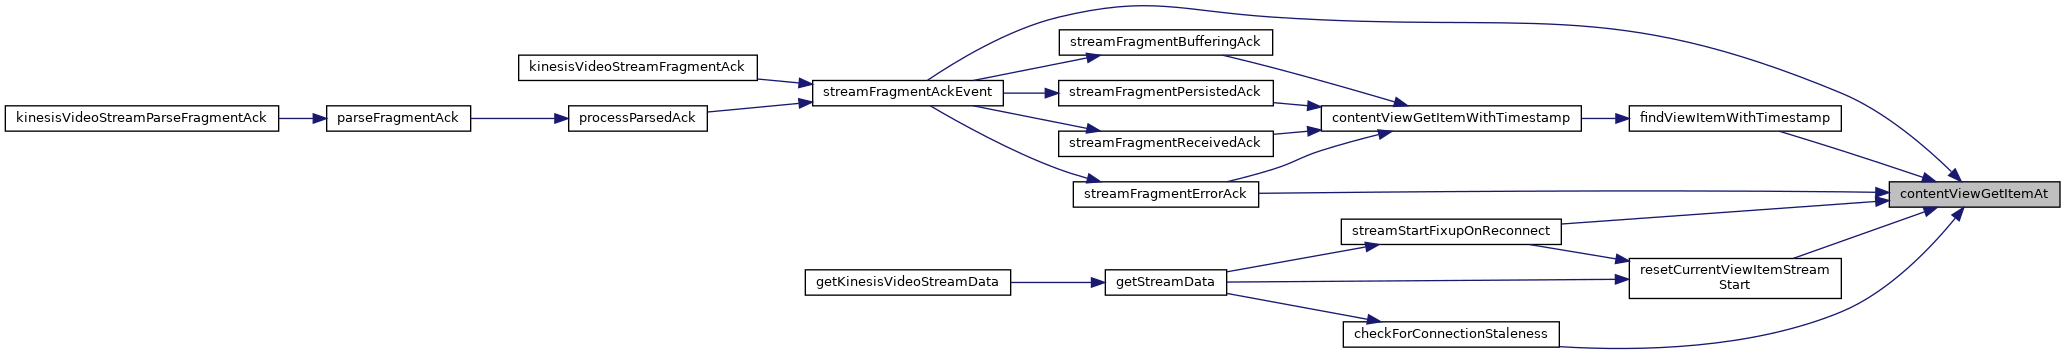 streamFragmentBufferingAck
kinesisVideoStreamFragmentAck
streamFragmentAckEvent
streamFragmentPersistedAck
kinesisVideoStreamParseFragmentAck
parseFragmentAck
processParsedAck
contentViewGetItemWithTimestamp
findViewItemWithTimestamp
streamFragmentReceivedAck
streamFragmentErrorAck
contentViewGetItemAt
streamStartFixupOnReconnect
resetCurrentViewItemStream
Start
getKinesisVideoStreamData
getStreamData
checkForConnectionStaleness